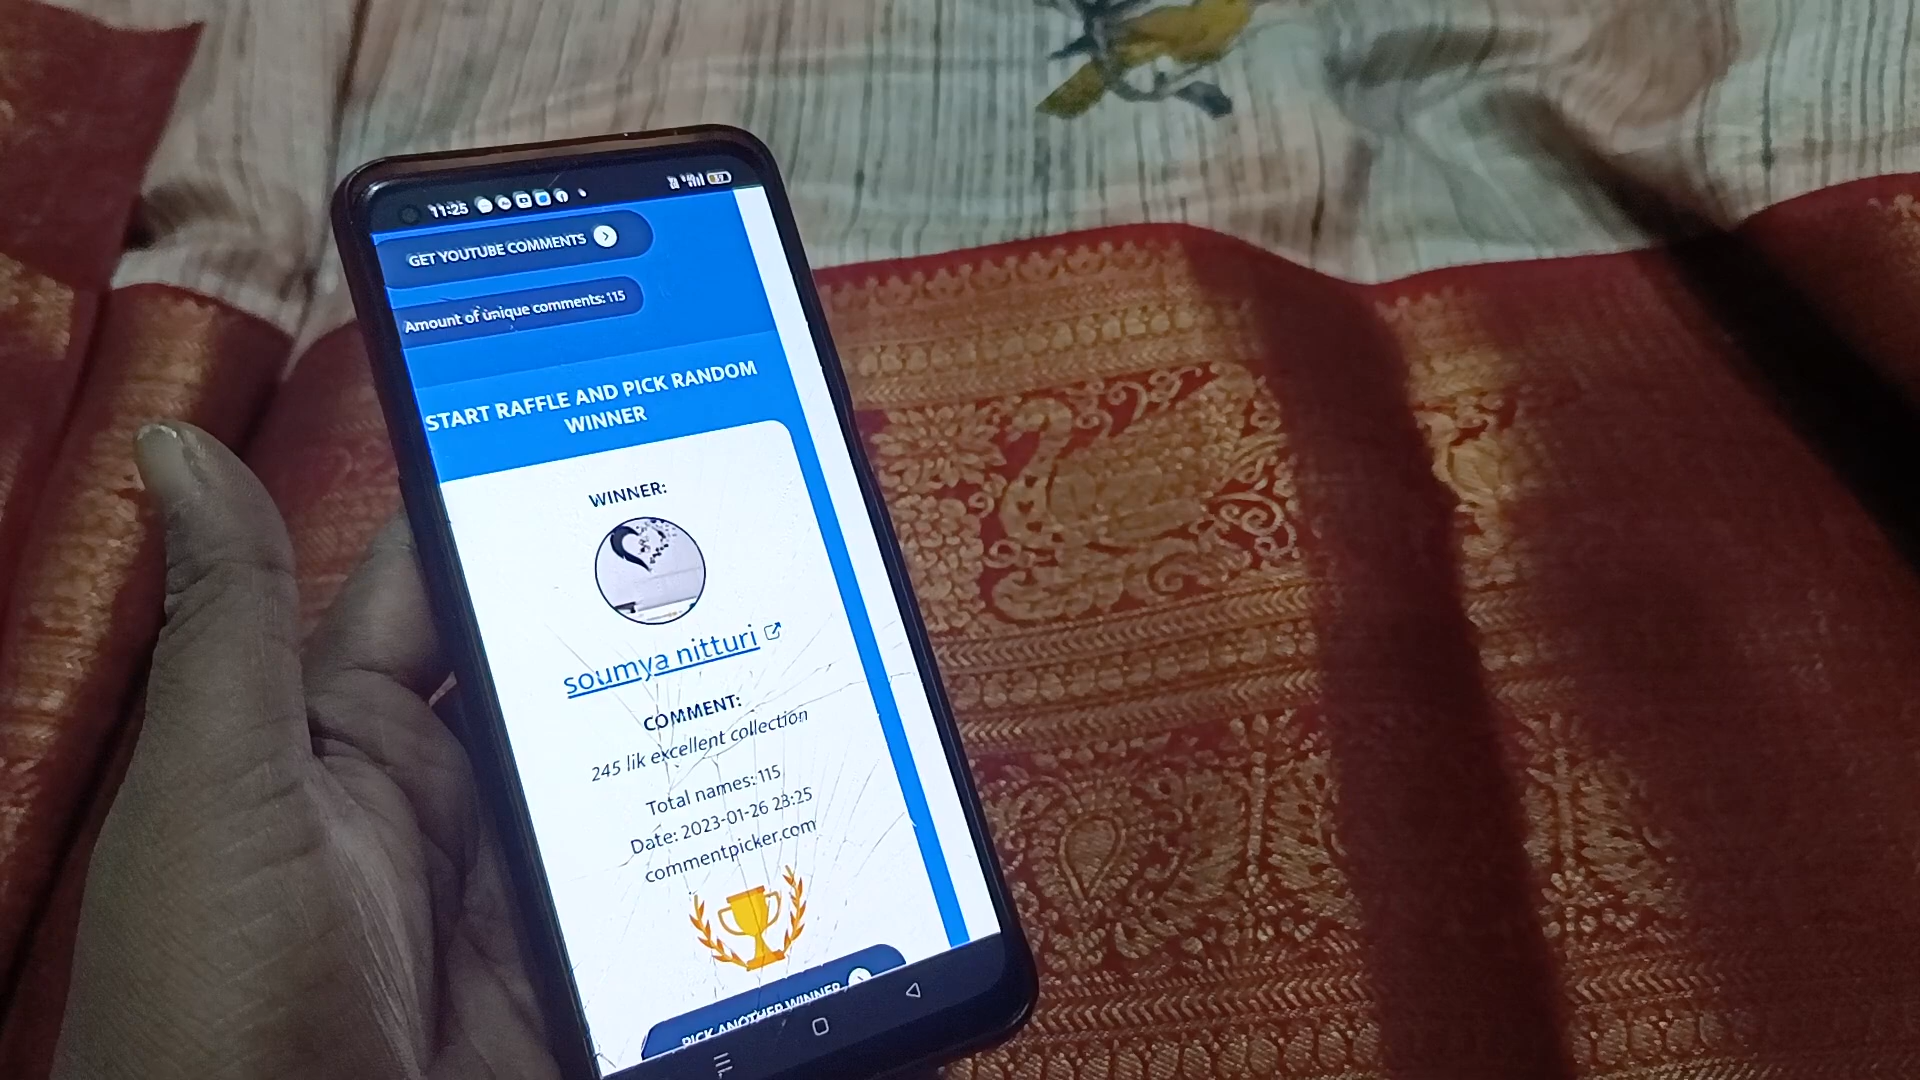 11:25
GET YOUTUBE COMMENTS
Amount of unique comments: 115
START RAFFLE AND PICK RANDOM
WINNER
WINNER:
soumya nitturi
COMMENT:
245 lik excellent collection
Total names: 115
Date: 2023-01-26 23:25
commentpicker.com
PICK ANOTHER WINNER